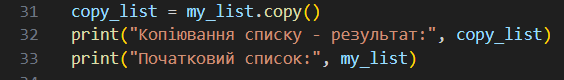 31 copy_list = my_list.copy()
32 print("Копіювання списку - результат:", copy_list)
33 print("Початковий список:", my_list)